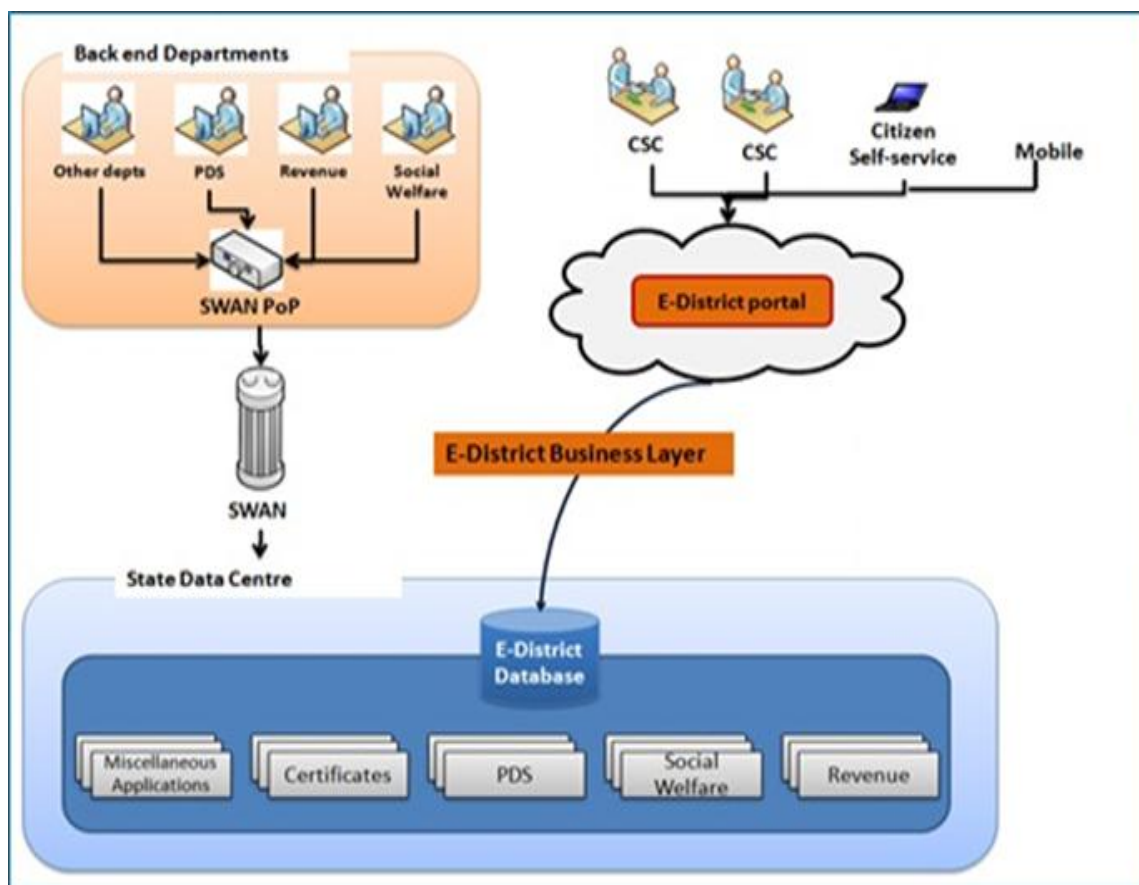 Back end Departments
Other depts
PDS
Revenue
Social
Welfare
SWAN PoP
SWAN
CSC
CSC
Citizen
Self-service
Mobile
E-District portal
E-District Business Layer
State Data Centre
E-District
Database
Miscellaneous
Applications
Certificates
PDS
Social
Welfare
Revenue